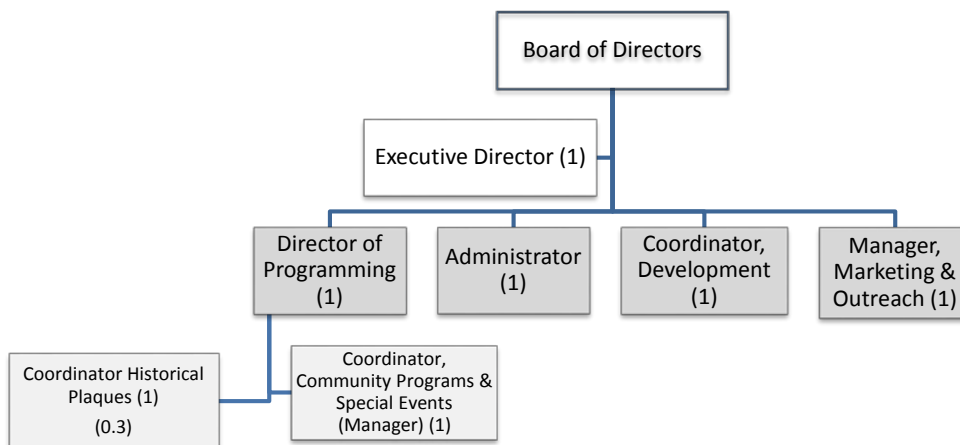 Board of Directors
Executive Director (1)
Director of
Programming
(1)
Administrator
(1)
Coordinator,
Development
(1)
Manager,
Marketing &
Outreach (1)
Coordinator Historical
Plaques (1)
(0.3)
Coordinator,
Community Programs &
Special Events
(Manager) (1)